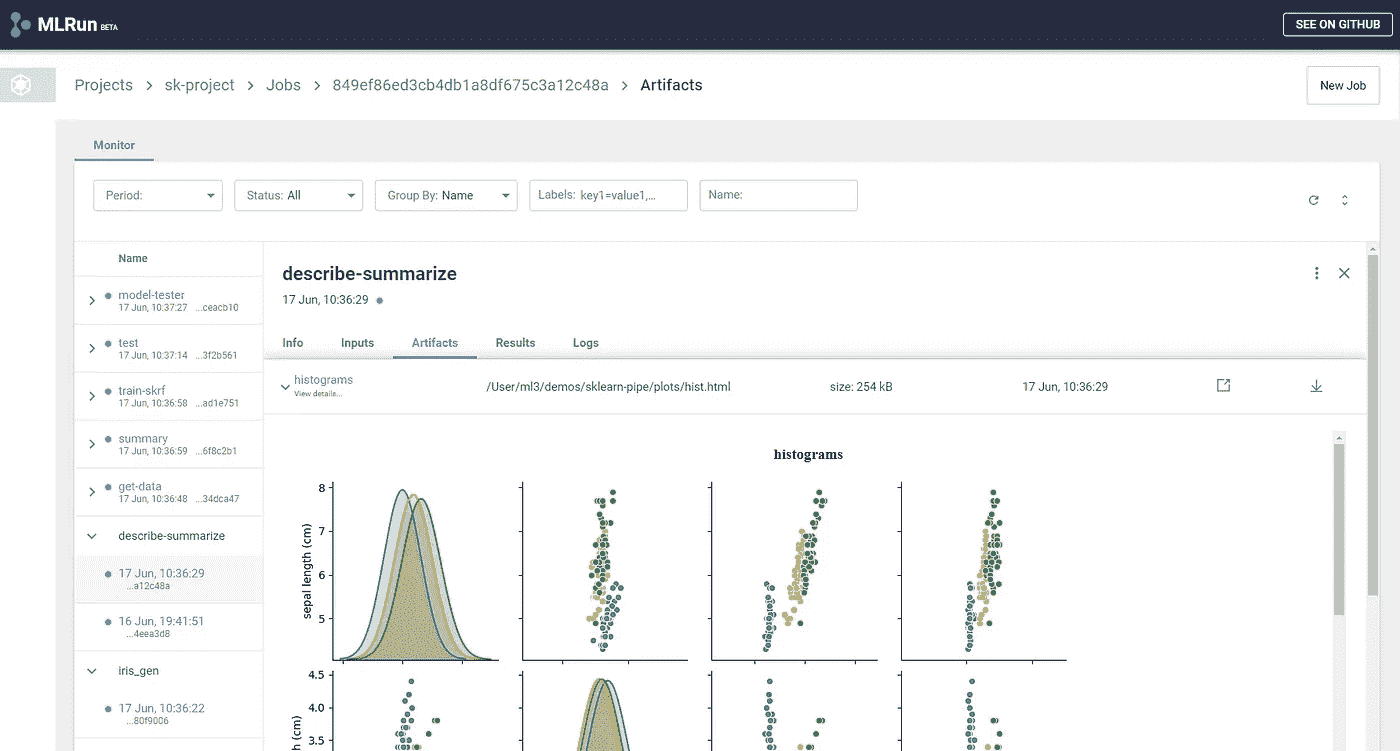 MLRun BETA
SEE ON GITHUB
Projects > sk-project > Jobs > 849ef86ed3cb4db1a8df675c3a12c48a > Artifacts
New Job
Monitor
Period:
Status: All
Group By: Name
Labels: key1=value1,...
Name:
Name
model-tester
17 Jun, 10:37:27 ...ceacb10
test
17 Jun, 10:37:14 ...3f2b561
train-skrf
17 Jun, 10:36:58 ...ad1e751
summary
17 Jun, 10:36:59 ...6f8c2b1
get-data
17 Jun, 10:36:48 ...34dca47
describe-summarize
17 Jun, 10:36:29
...a12c48a
16 Jun, 19:41:51
...4eea3d8
iris_gen
17 Jun, 10:36:22
...80f9006
describe-summarize
17 Jun, 10:36:29
Info Inputs Artifacts Results Logs
histograms
View details...
/User/ml3/demos/sklearn-pipe/plots/hist.html
size: 254 kB
17 Jun, 10:36:29
histograms
8
7
6
5
sepal length (cm)
4.5
4.0
3.5
(cm)